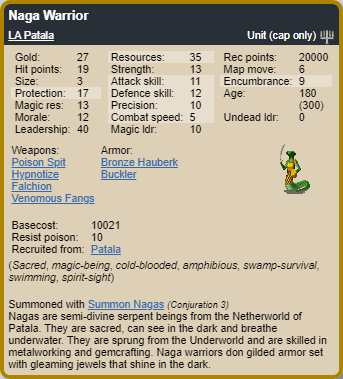 Naga Warrior
LA Patala Unit (cap only)
Gold: 27 Resources: 35 Rec points: 20000
Hit points: 19 Strength: 13 Map move: 6
Size: 3 Attack skill: 11 Encumbrance: 9
Protection: 17 Defence skill: 12 Age: 180
Magic res: 13 Precision: 10 (300)
Morale: 12 Combat speed: 5 Undead ldr: 0
Leadership: 40 Magic ldr: 10
Weapons: Armor:
Poison Spit Bronze Hauberk
Hypnotize Buckler
Falchion
Venomous Fangs
Basecost: 10021
Resist poison: 10
Recruited from: Patala
(Sacred, magic-being, cold-blooded, amphibious, swamp-survival,
swimming, spirit-sight)
Summoned with Summon Nagas (Conjuration 3)
Nagas are semi-divine serpent beings from the Netherworld of
Patala. They are sacred, can see in the dark and breathe
underwater. They are sprung from the Underworld and are skilled in
metalworking and gemcrafting. Naga warriors don gilded armor set
with gleaming jewels that shine in the dark.